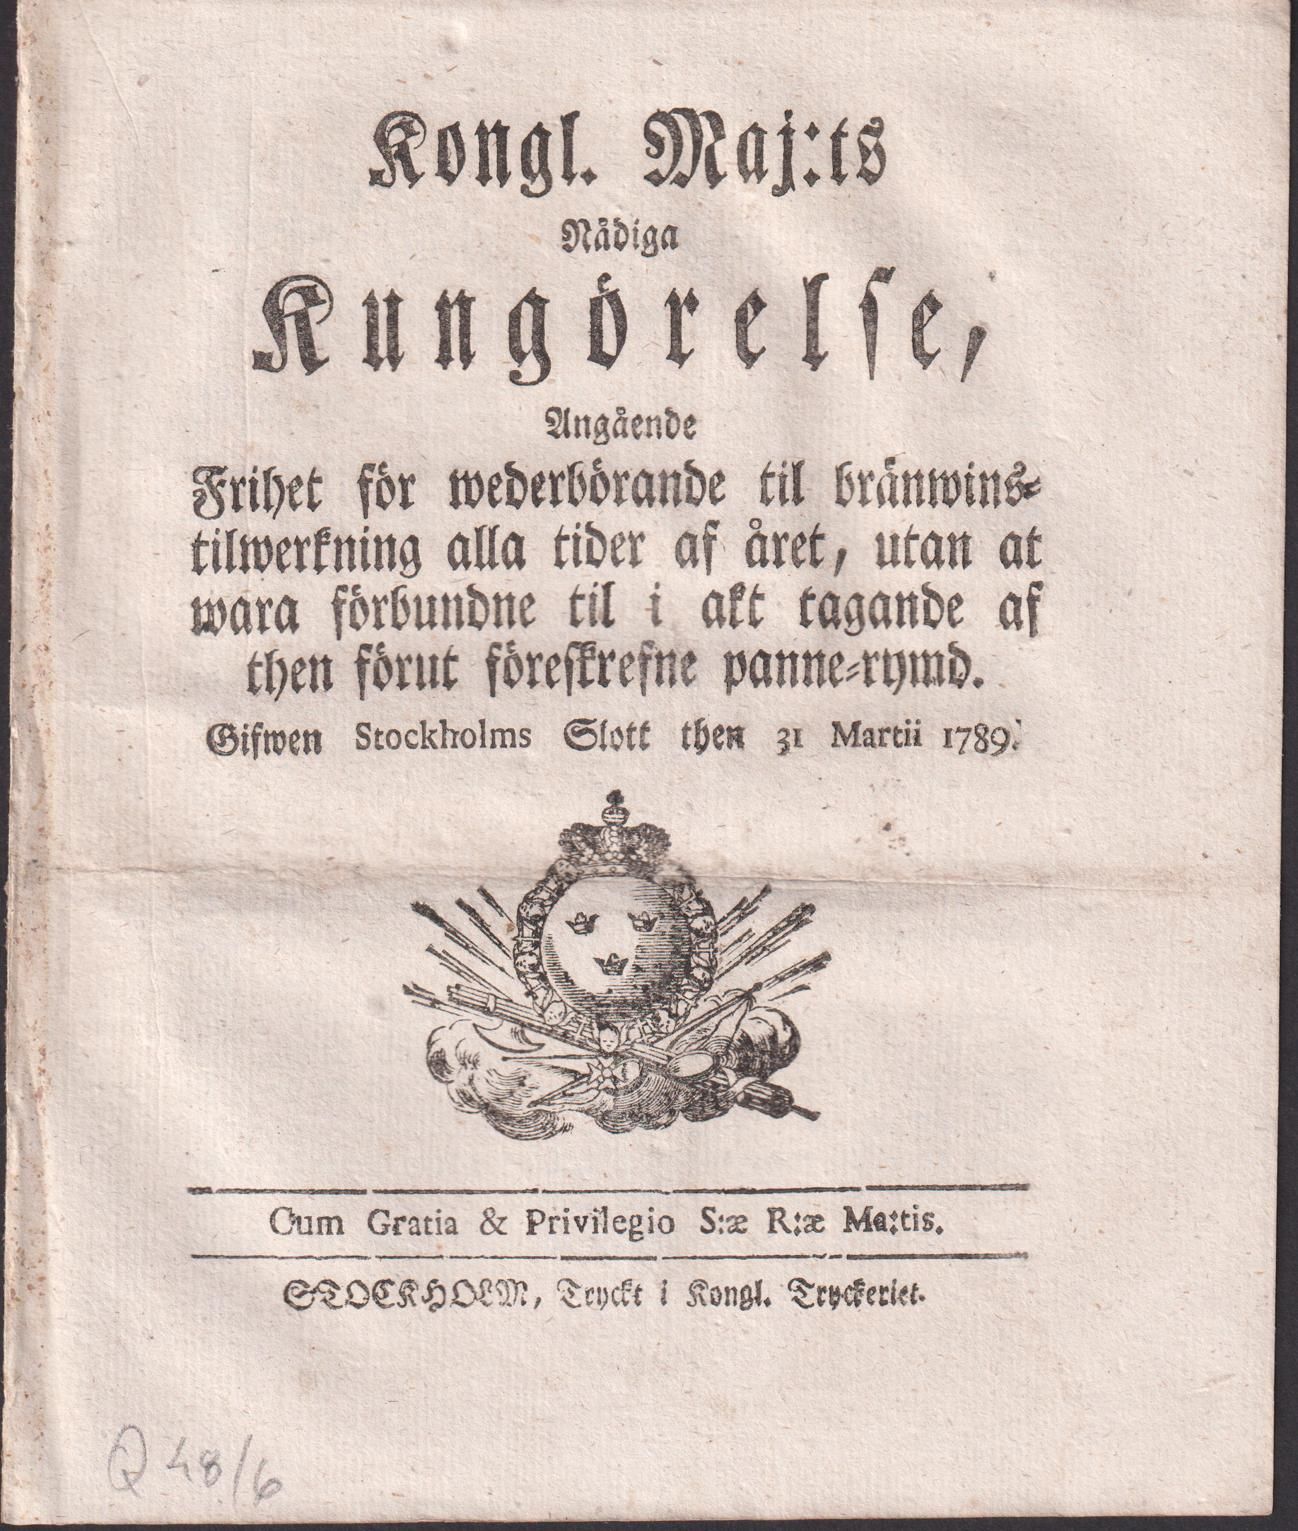 Kongl. Maj:ts
Nådiga
Kungörelse,
Angående
Frihet för wederbörande til bränwins-
tilwerkning alla tider af året, utan at
wara förbundne til i akt tagande af
then förut föreskrefne panne-rymd.
Gifwen Stockholms Slott then 31 Martii 1789.
Cum Gratia & Privilegio S:æ R:æ Ma:tis.
STOCKHOLM, Tryckt i Kongl. Tryckeriet.
Q 48/6